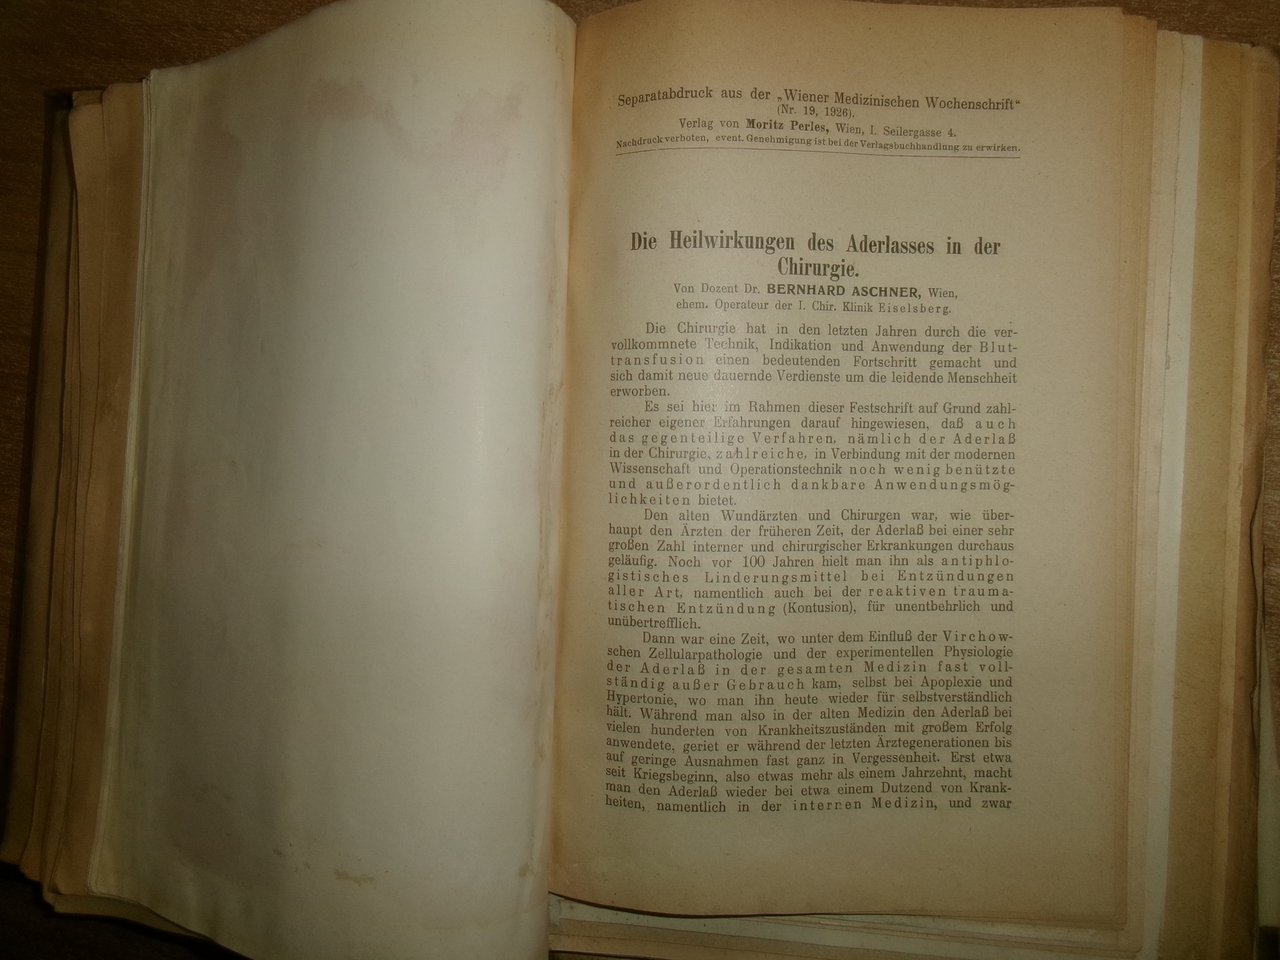 Separatabdruck aus der „Wiener Medizinischen Wochenschrift“
(Nr. 19, 1926).
Verlag von Moritz Perles, Wien, I. Seilergasse 4.
Nachdruck verboten, event. Genehmigung ist bei der Verlagsbuchhandlung zu erwirken.
Die Heilwirkungen des Aderlasses in der
Chirurgie.
Von Dozent Dr. BERNHARD ASCHNER, Wien,
ehem. Operateur der I. Chir. Klinik Eiselsberg.
Die Chirurgie hat in den letzten Jahren durch die ver-
vollkommnete Technik, Indikation und Anwendung der Blut-
transfusion einen bedeutenden Fortschritt gemacht und
sich damit neue dauernde Verdienste um die leidende Menschheit
erworben.
Es sei hier im Rahmen dieser Festschrift auf Grund zahl-
reicher eigener Erfahrungen darauf hingewiesen, daß auch
das gegenteilige Verfahren, nämlich der Aderlaß
in der Chirurgie, zahlreiche, in Verbindung mit der modernen
Wissenschaft und Operationstechnik noch wenig benützte
und außerordentlich dankbare Anwendungsmög-
lichkeiten bietet.
Den alten Wundärzten und Chirurgen war, wie über-
haupt den Ärzten der früheren Zeit, der Aderlaß bei einer sehr
großen Zahl interner und chirurgischer Erkrankungen durchaus
geläufig. Noch vor 100 Jahren hielt man ihn als antiphlo-
gistisches Linderungsmittel bei Entzündungen
aller Art, namentlich auch bei der reaktiven trauma-
tischen Entzündung (Kontusion), für unentbehrlich und
unübertrefflich.
Dann war eine Zeit, wo unter dem Einfluß der Virchow-
schen Zellularpathologie und der experimentellen Physiologie
der Aderlaß in der gesamten Medizin fast voll-
ständig außer Gebrauch kam, selbst bei Apoplexie und
Hypertonie, wo man ihn heute wieder für selbstverständlich
hält. Während man also in der alten Medizin den Aderlaß bei
vielen hunderten von Krankheitszuständen mit großem Erfolg
anwendete, geriet er während der letzten Ärztegenerationen bis
auf geringe Ausnahmen fast ganz in Vergessenheit. Erst etwa
seit Kriegsbeginn, also etwas mehr als einem Jahrzehnt, macht
man den Aderlaß wieder bei etwa einem Dutzend von Krank-
heiten, namentlich in der internen Medizin, und zwar